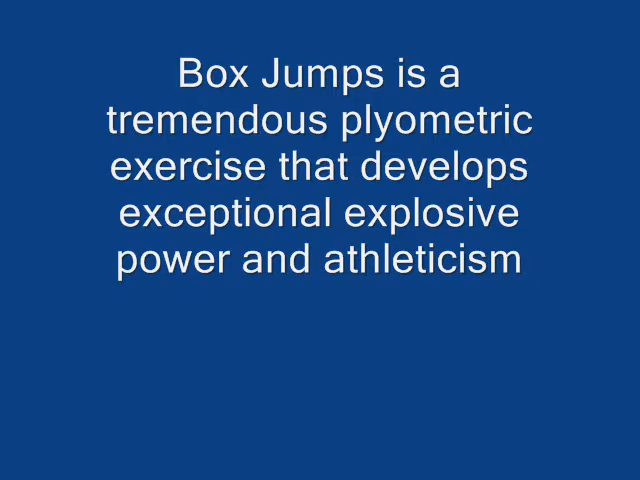 Box Jumps is a
tremendous plyometric
exercise that develops
exceptional explosive
power and athleticism